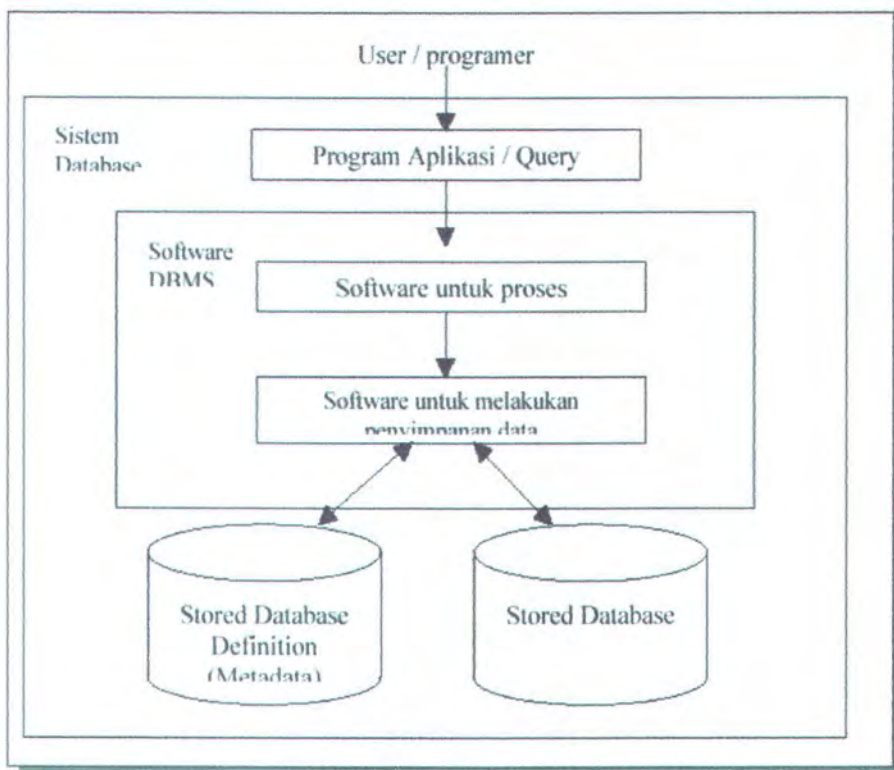 User / programer
Sistem
Database
Program Aplikasi / Query
Software
DBMS
Software untuk proses
Software untuk melakukan
penyimpanan data
Stored Database
Definition
(Metadata)
Stored Database